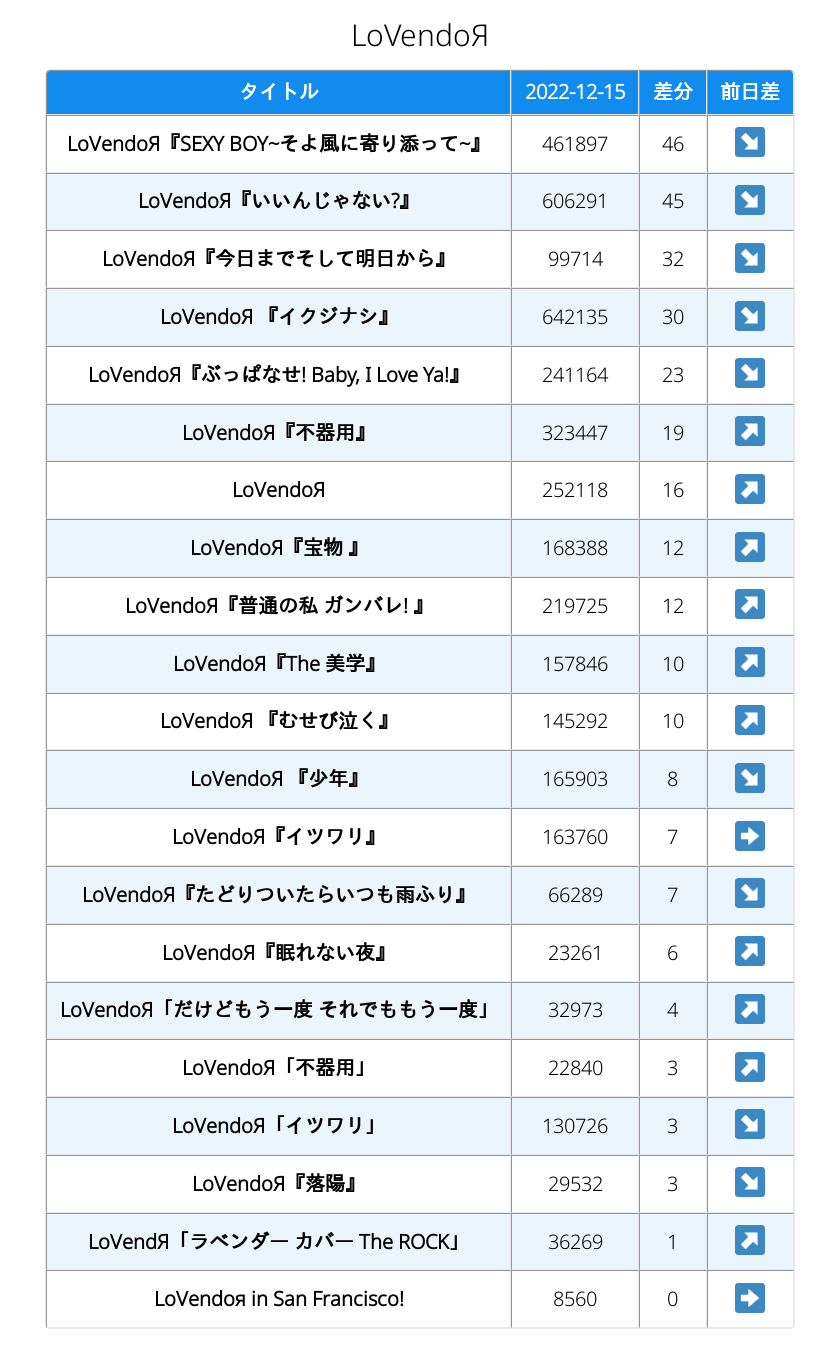 LoVendoЯ
タイトル 2022-12-15 差分 前日差
LoVendoЯ『SEXY BOY~そよ風に寄り添って~』 461897 46 ↘
LoVendoЯ『いいんじゃない?』 606291 45 ↘
LoVendoЯ『今日までそして明日から』 99714 32 ↘
LoVendoЯ 『イクジナシ』 642135 30 ↘
LoVendoЯ『ぶっぱなせ! Baby, I Love Ya!』 241164 23 ↘
LoVendoЯ『不器用』 323447 19 ↗
LoVendoЯ 252118 16 ↗
LoVendoЯ『宝物 』 168388 12 ↗
LoVendoЯ『普通の私 ガンバレ! 』 219725 12 ↗
LoVendoЯ『The 美学』 157846 10 ↗
LoVendoЯ 『むせび泣く』 145292 10 ↗
LoVendoЯ 『少年』 165903 8 ↘
LoVendoЯ『イツワリ』 163760 7 ➡
LoVendoЯ『たどりついたらいつも雨ふり』 66289 7 ↘
LoVendoЯ『眠れない夜』 23261 6 ↗
LoVendoЯ「だけどもう一度 それでももう一度」 32973 4 ↗
LoVendoЯ「不器用」 22840 3 ↗
LoVendoЯ「イツワリ」 130726 3 ↘
LoVendoЯ『落陽』 29532 3 ↘
LoVendЯ「ラベンダー カバー The ROCK」 36269 1 ↗
LoVendoя in San Francisco! 8560 0 ➡